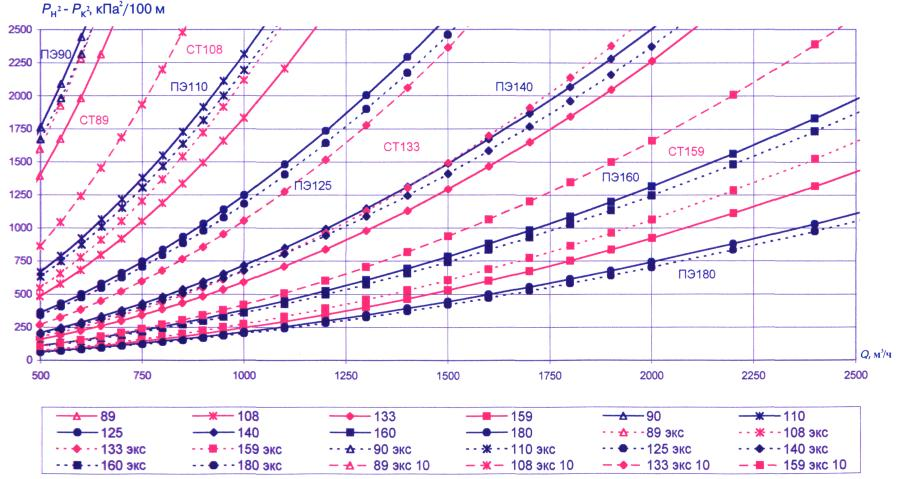 Pн² - Pк², кПа²/100 м
2500
2250
2000
1750
1500
1250
1000
750
500
250
0
ПЭ90
СТ89
СТ108
ПЭ110
ПЭ125
СТ133
ПЭ140
ПЭ160
СТ159
ПЭ180
Q, м³/ч
500 750 1000 1250 1500 1750 2000 2250 2500
89 108 133 159 90 110
125 140 160 180 89 экс 108 экс
133 экс 159 экс 90 экс 110 экс 125 экс 140 экс
160 экс 180 экс 89 экс 10 108 экс 10 133 экс 10 159 экс 10